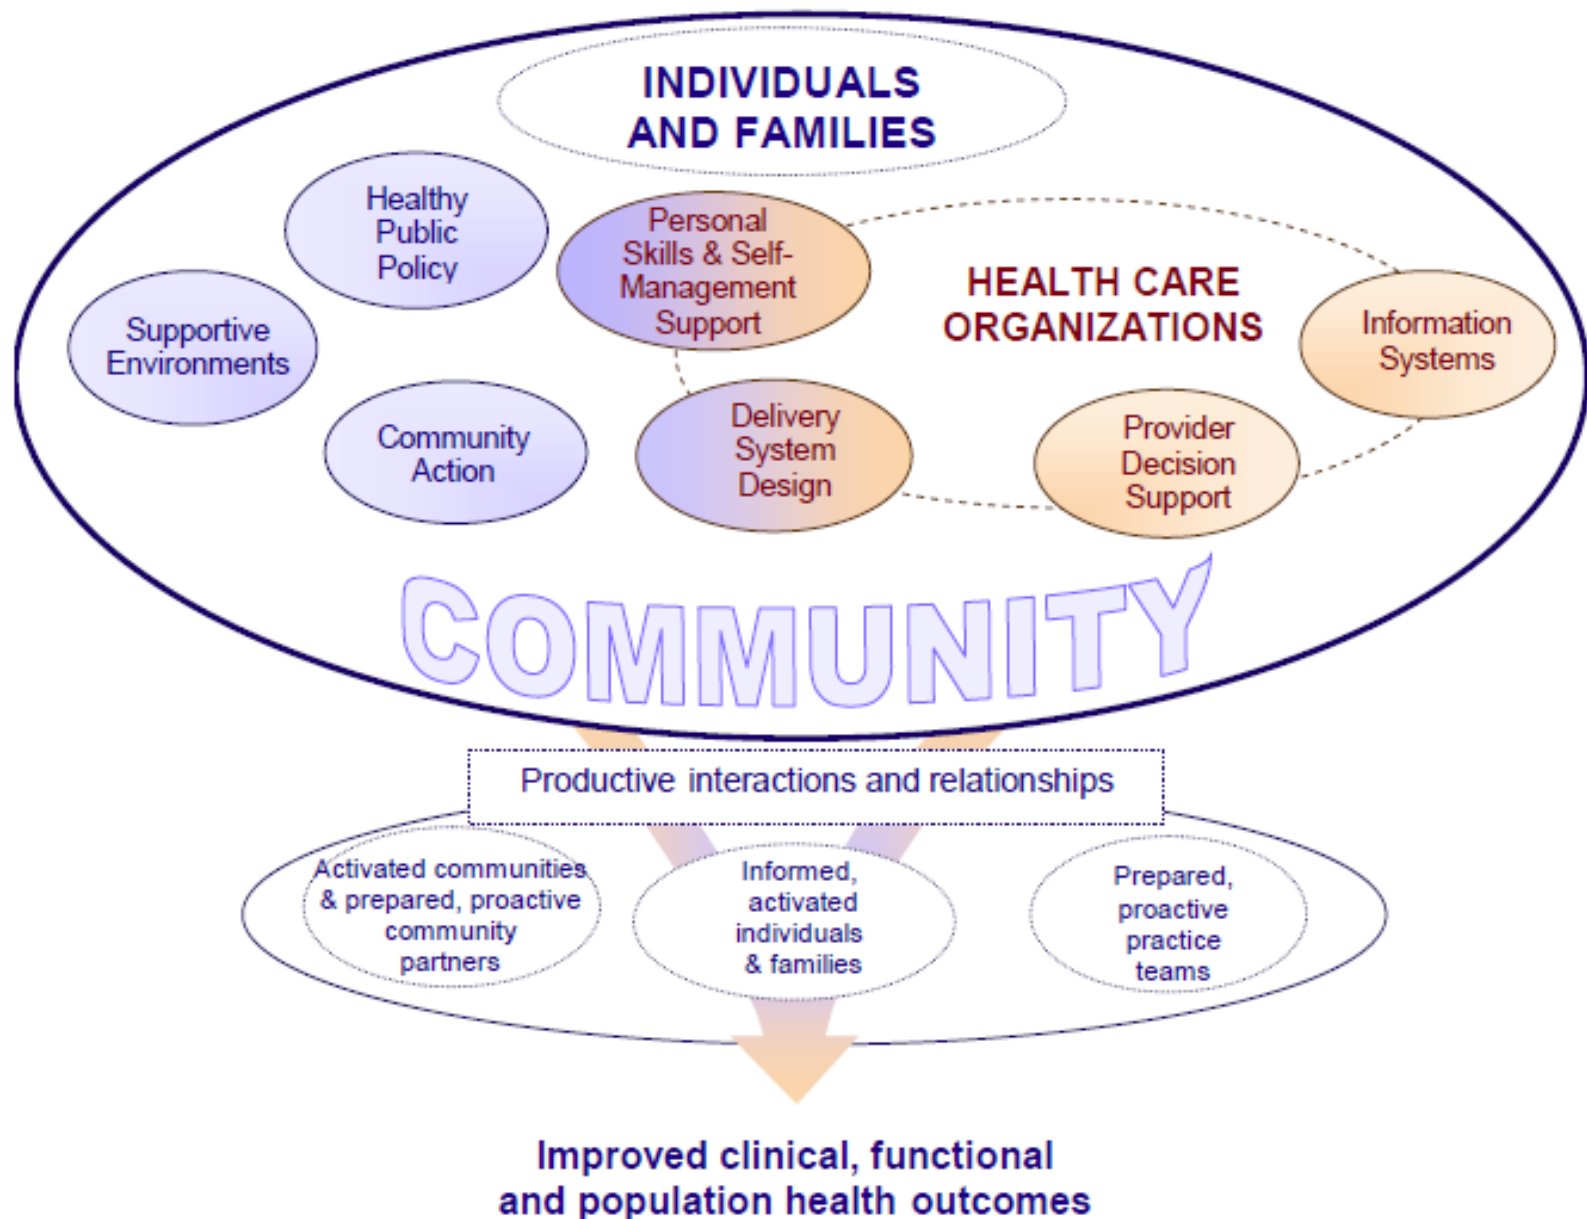 INDIVIDUALS
AND FAMILIES
Healthy
Public
Policy
Personal
Skills & Self-
Management
Support
HEALTH CARE
ORGANIZATIONS
Information
Systems
Supportive
Environments
Community
Action
Delivery
System
Design
Provider
Decision
Support
COMMUNITY
Productive interactions and relationships
Activated communities
& prepared, proactive
community
partners
Informed,
activated
individuals
& families
Prepared,
proactive
practice
teams
Improved clinical, functional
and population health outcomes